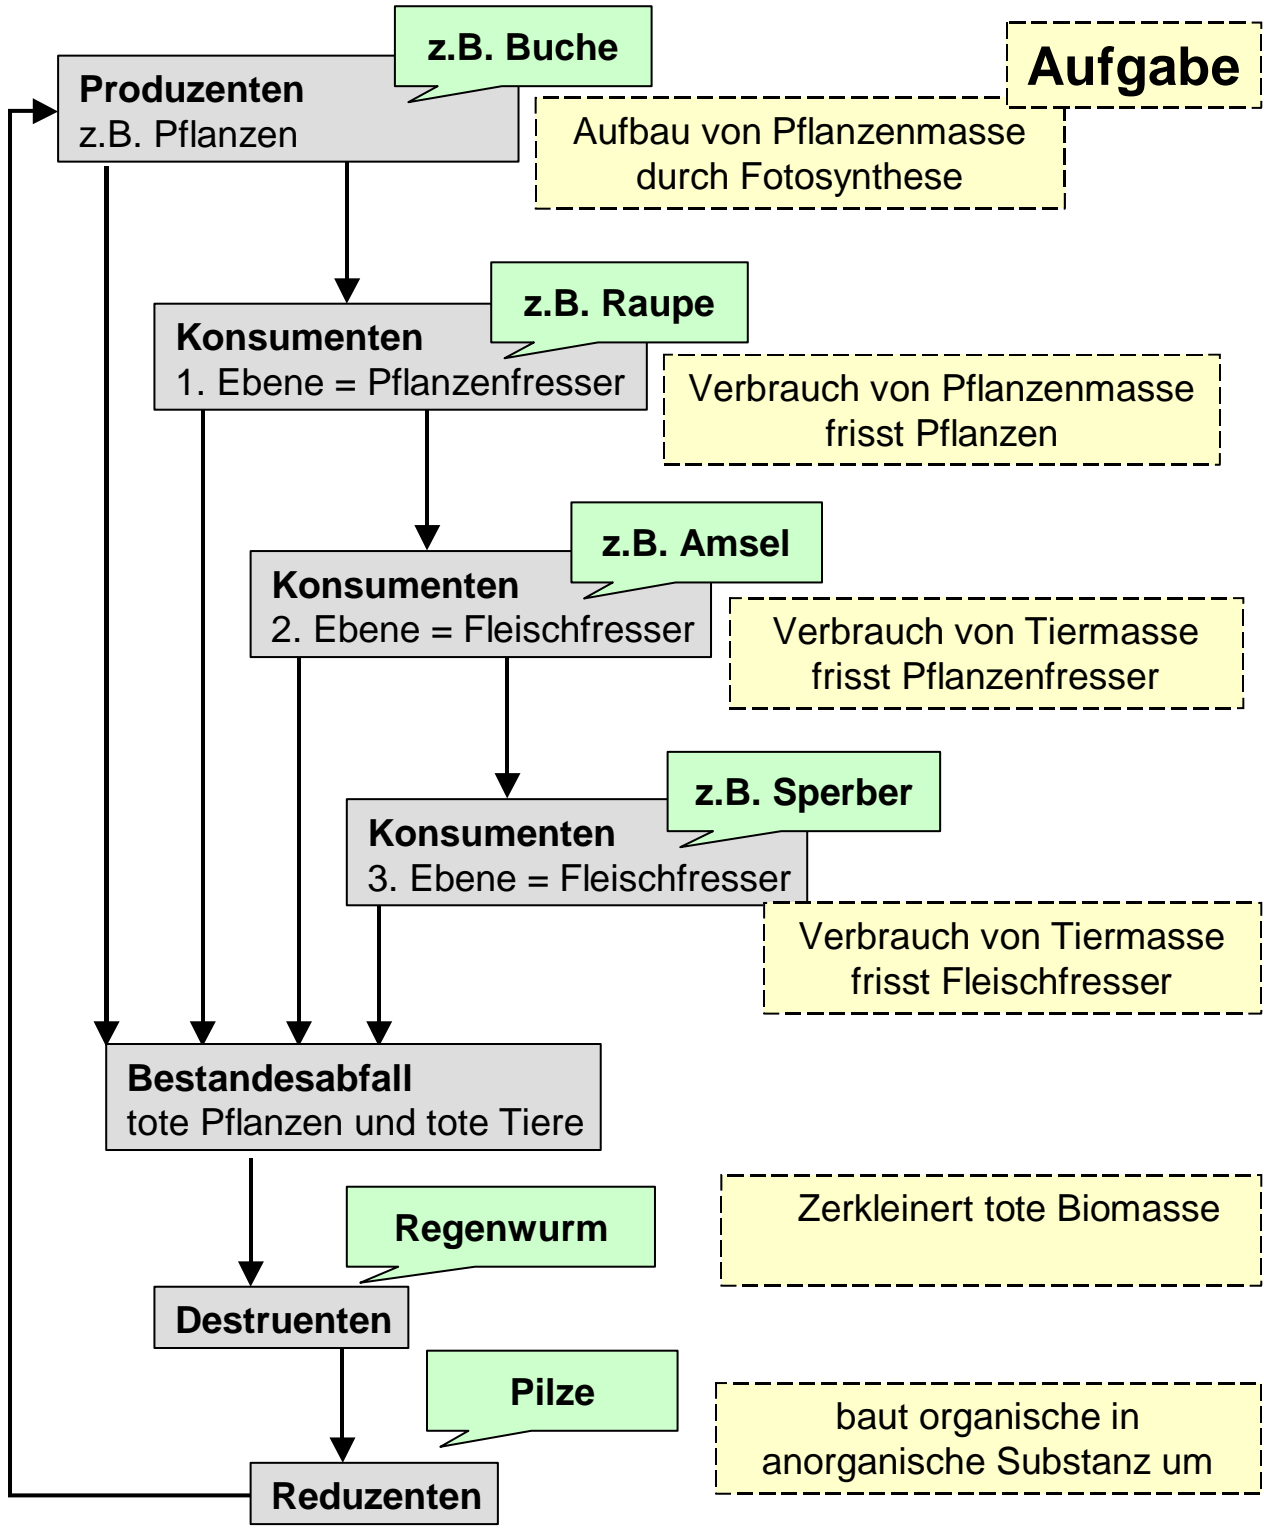 z.B. Buche
Aufgabe
Produzenten
z.B. Pflanzen
Aufbau von Pflanzenmasse
durch Fotosynthese
z.B. Raupe
Konsumenten
1. Ebene = Pflanzenfresser
Verbrauch von Pflanzenmasse
frisst Pflanzen
z.B. Amsel
Konsumenten
2. Ebene = Fleischfresser
Verbrauch von Tiermasse
frisst Pflanzenfresser
z.B. Sperber
Konsumenten
3. Ebene = Fleischfresser
Verbrauch von Tiermasse
frisst Fleischfresser
Bestandesabfall
tote Pflanzen und tote Tiere
Zerkleinert tote Biomasse
Regenwurm
Destruenten
Pilze
baut organische in
anorganische Substanz um
Reduzenten